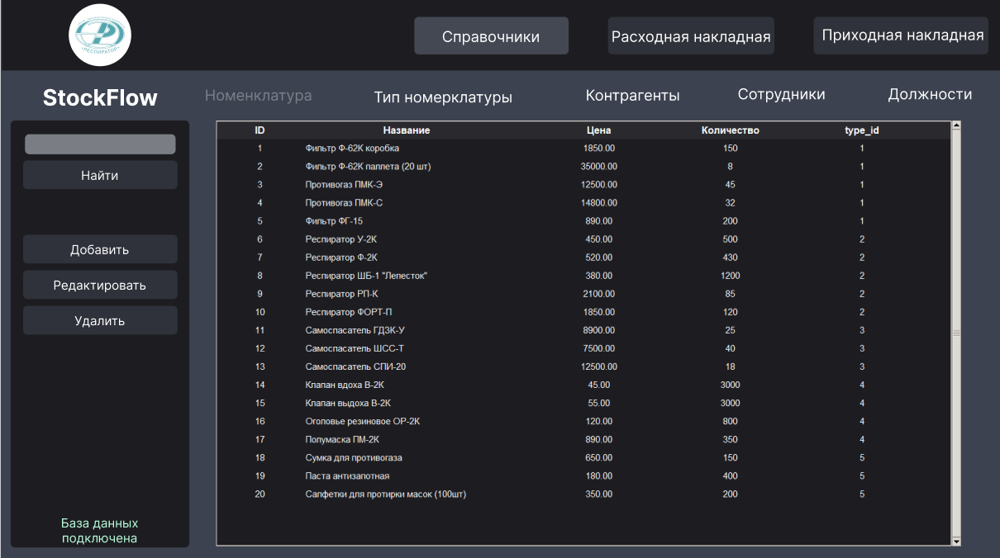 РЕСПИРАТОР
Справочники
Расходная накладная
Приходная накладная
StockFlow
Номенклатура
Тип номерклатуры
Контрагенты
Сотрудники
Должности
Найти
Добавить
Редактировать
Удалить
База данных
подключена
ID Название Цена Количество type_id
1 Фильтр Ф-62К коробка 1850.00 150 1
2 Фильтр Ф-62К паллета (20 шт) 35000.00 8 1
3 Противогаз ПМК-Э 12500.00 45 1
4 Противогаз ПМК-С 14800.00 32 1
5 Фильтр ФГ-15 890.00 200 1
6 Респиратор У-2К 450.00 500 2
7 Респиратор Ф-2К 520.00 430 2
8 Респиратор ШБ-1 "Лепесток" 380.00 1200 2
9 Респиратор РП-К 2100.00 85 2
10 Респиратор ФОРТ-П 1850.00 120 2
11 Самоспасатель ГДЗК-У 8900.00 25 3
12 Самоспасатель ШСС-Т 7500.00 40 3
13 Самоспасатель СПИ-20 12500.00 18 3
14 Клапан вдоха В-2К 45.00 3000 4
15 Клапан выдоха В-2К 55.00 3000 4
16 Оголовье резиновое ОР-2К 120.00 800 4
17 Полумаска ПМ-2К 890.00 350 4
18 Сумка для противогаза 650.00 150 5
19 Паста антизапотная 180.00 400 5
20 Салфетки для протирки масок (100шт) 350.00 200 5